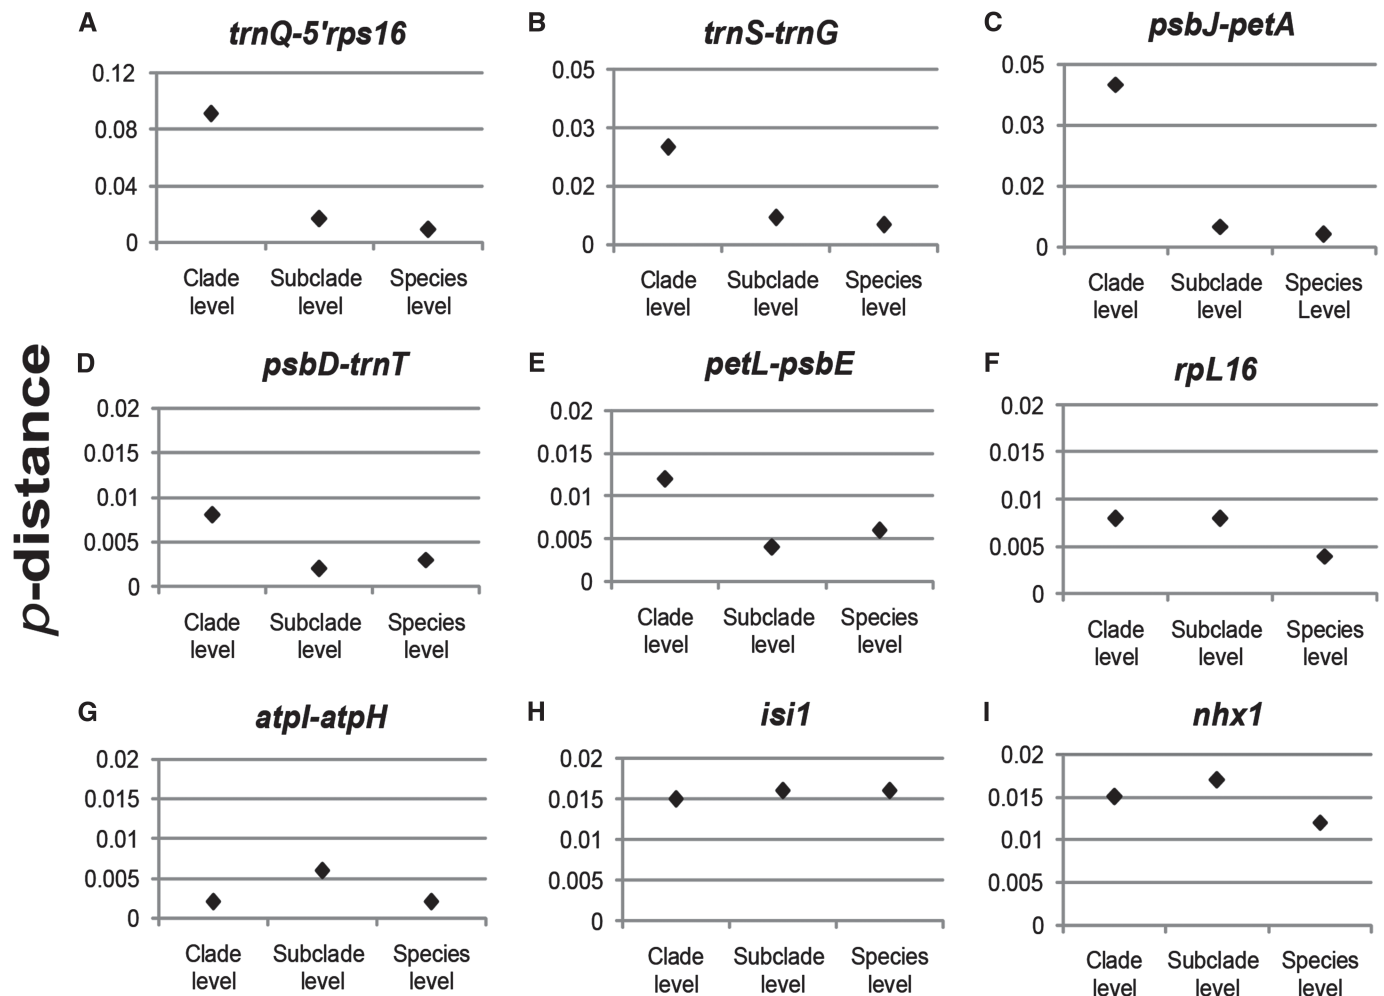 p-distance
A
trnQ-5'rps16
0.12
0.08
0.04
0
Clade level
Subclade level
Species level
B
trnS-trnG
0.05
0.03
0.02
0
Clade level
Subclade level
Species level
C
psbJ-petA
0.05
0.03
0.02
0
Clade level
Subclade level
Species Level
D
psbD-trnT
0.02
0.015
0.01
0.005
0
Clade level
Subclade level
Species level
E
petL-psbE
0.02
0.015
0.01
0.005
0
Clade level
Subclade level
Species level
F
rpL16
0.02
0.015
0.01
0.005
0
Clade level
Subclade level
Species level
G
atpI-atpH
0.02
0.015
0.01
0.005
0
Clade level
Subclade level
Species level
H
isi1
0.02
0.015
0.01
0.005
0
Clade level
Subclade level
Species level
I
nhx1
0.02
0.015
0.01
0.005
0
Clade level
Subclade level
Species level